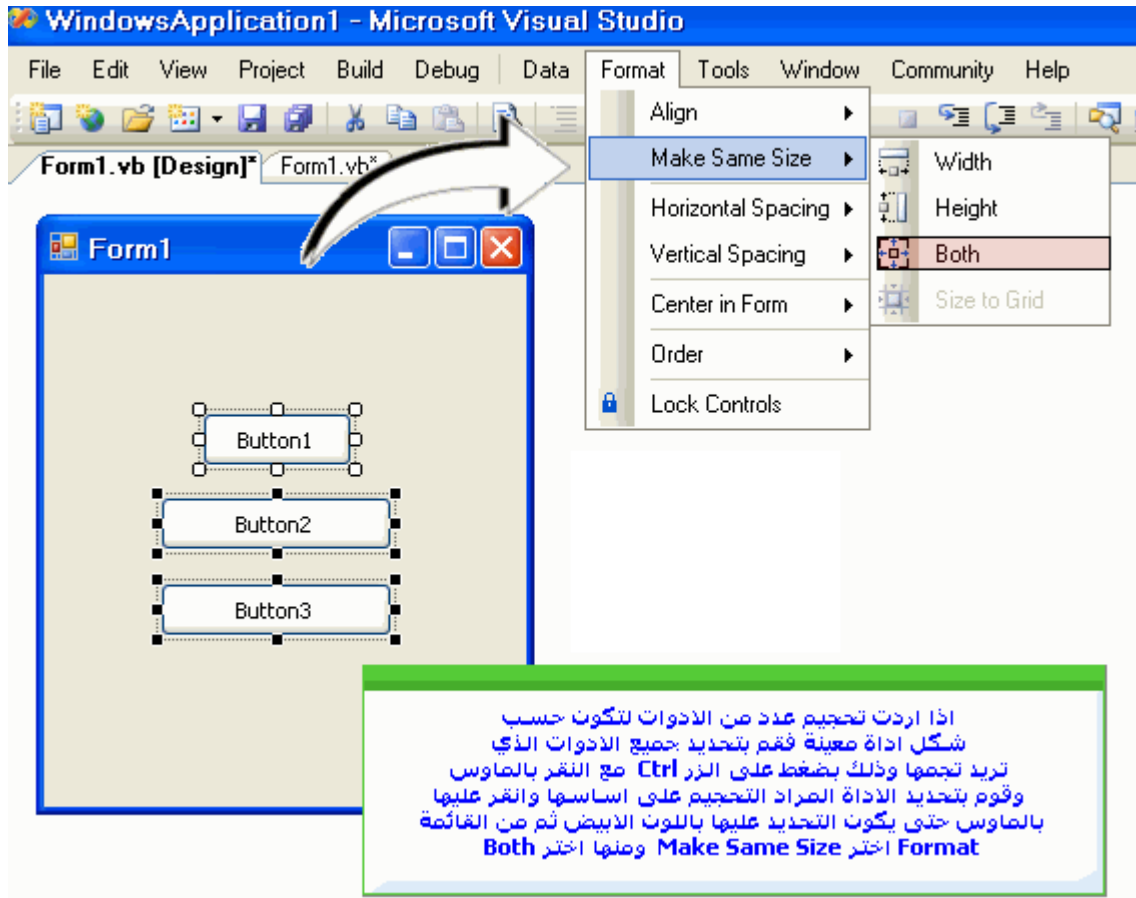 WindowsApplication1 - Microsoft Visual Studio
File Edit View Project Build Debug Data Format Tools Window Community Help
Form1.vb [Design]* Form1.vb*
Align
Make Same Size
Horizontal Spacing
Vertical Spacing
Center in Form
Order
Lock Controls
Width
Height
Both
Size to Grid
Form1
Button1
Button2
Button3
اذا اردت تحجيم عدد من الادوات لتكون حسب
شكل اداة معينة فقم بتحديد جميع الادوات الذي
تريد تجمها وذلك بضغط على الزر Ctrl مع النقر بالماوس
وقوم بتحديد الاداة المراد التحجيم على اساسها وانقر عليها
بالماوس حتى يكون التحديد عليها باللون الابيض ثم من القائمة
Format اختر Make Same Size ومنها اختر Both